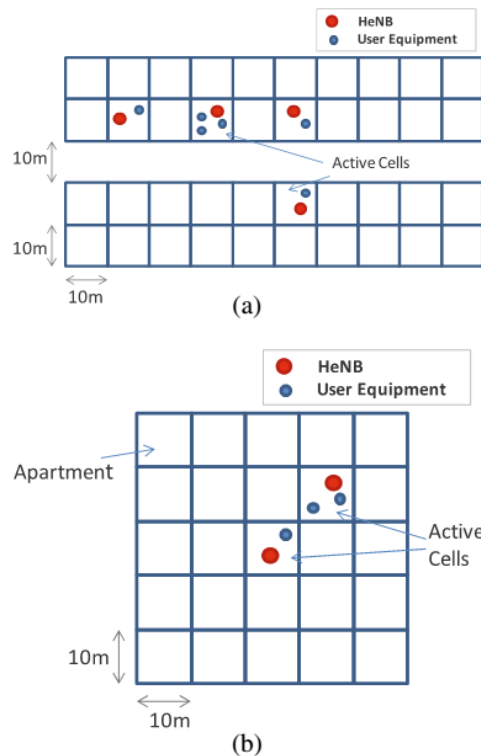 HeNB
User Equipment
10m
Active Cells
10m
10m
(a)
HeNB
User Equipment
Apartment
Active
Cells
10m
10m
(b)